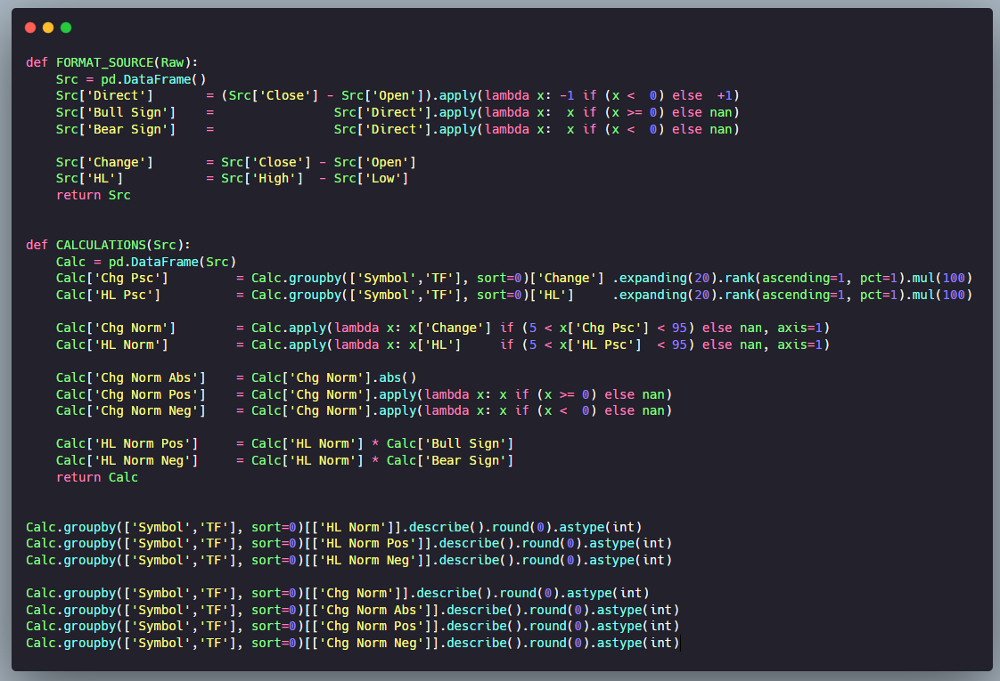 def FORMAT_SOURCE(Raw):
    Src = pd.DataFrame()
    Src['Direct']       = (Src['Close'] - Src['Open']).apply(lambda x: -1 if (x <  0) else  +1)
    Src['Bull Sign']    =                Src['Direct'].apply(lambda x:  x if (x >= 0) else nan)
    Src['Bear Sign']    =                Src['Direct'].apply(lambda x:  x if (x <  0) else nan)

    Src['Change']       = Src['Close'] - Src['Open']
    Src['HL']           = Src['High']  - Src['Low']
    return Src


def CALCULATIONS(Src):
    Calc = pd.DataFrame(Src)
    Calc['Chg Psc']         = Calc.groupby(['Symbol','TF'], sort=0)['Change'] .expanding(20).rank(ascending=1, pct=1).mul(100)
    Calc['HL Psc']          = Calc.groupby(['Symbol','TF'], sort=0)['HL']     .expanding(20).rank(ascending=1, pct=1).mul(100)

    Calc['Chg Norm']        = Calc.apply(lambda x: x['Change'] if (5 < x['Chg Psc'] < 95) else nan, axis=1)
    Calc['HL Norm']         = Calc.apply(lambda x: x['HL']     if (5 < x['HL Psc']  < 95) else nan, axis=1)

    Calc['Chg Norm Abs']    = Calc['Chg Norm'].abs()
    Calc['Chg Norm Pos']    = Calc['Chg Norm'].apply(lambda x: x if (x >= 0) else nan)
    Calc['Chg Norm Neg']    = Calc['Chg Norm'].apply(lambda x: x if (x <  0) else nan)

    Calc['HL Norm Pos']     = Calc['HL Norm'] * Calc['Bull Sign']
    Calc['HL Norm Neg']     = Calc['HL Norm'] * Calc['Bear Sign']
    return Calc


Calc.groupby(['Symbol','TF'], sort=0)[['HL Norm']].describe().round(0).astype(int)
Calc.groupby(['Symbol','TF'], sort=0)[['HL Norm Pos']].describe().round(0).astype(int)
Calc.groupby(['Symbol','TF'], sort=0)[['HL Norm Neg']].describe().round(0).astype(int)

Calc.groupby(['Symbol','TF'], sort=0)[['Chg Norm']].describe().round(0).astype(int)
Calc.groupby(['Symbol','TF'], sort=0)[['Chg Norm Abs']].describe().round(0).astype(int)
Calc.groupby(['Symbol','TF'], sort=0)[['Chg Norm Pos']].describe().round(0).astype(int)
Calc.groupby(['Symbol','TF'], sort=0)[['Chg Norm Neg']].describe().round(0).astype(int)